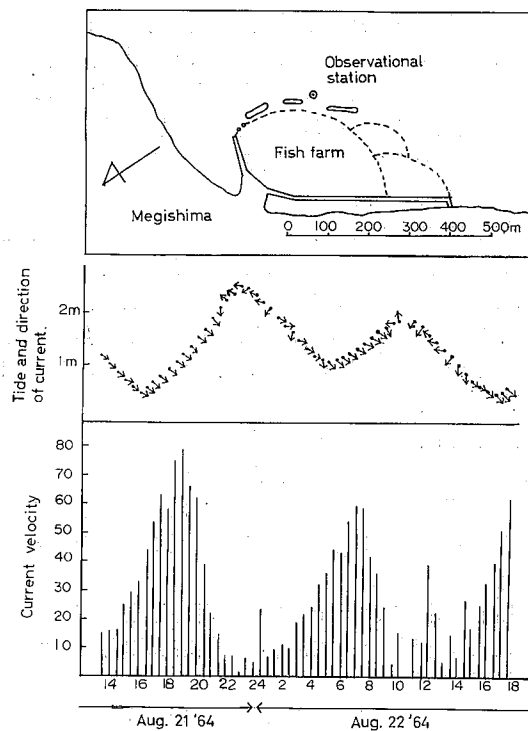 Observational
station
Fish farm
Megishima
0 100 200 300 400 500m
Tide and direction
of current.
2m
1m
Current velocity
80
70
60
50
40
30
20
10
14 16 18 20 22 24 2 4 6 8 10 12 14 16 18
Aug. 21 '64 Aug. 22 '64